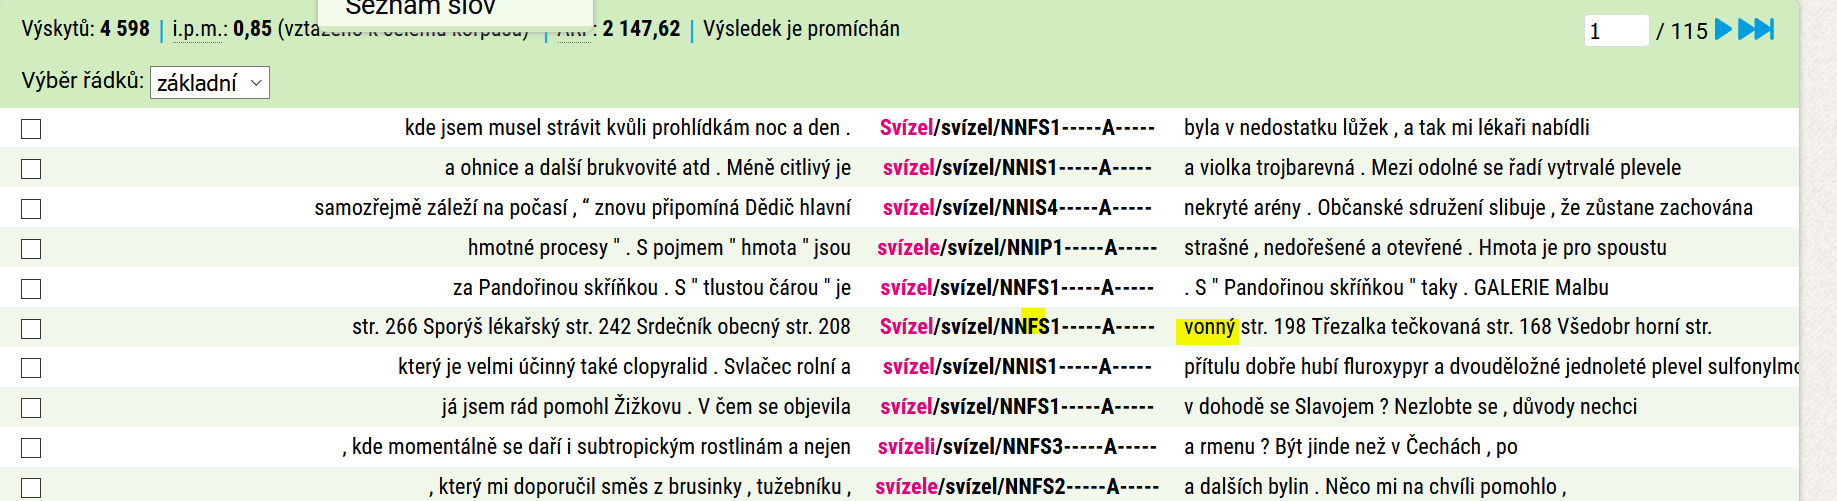 Seznam slov
Výskytů: 4 598 | i.p.m.: 0,85 (vztaženo k celému korpusu) | ARF: 2 147,62 | Výsledek je promíchán 1 / 115
Výběr řádků: základní
kde jsem musel strávit kvůli prohlídkám noc a den . Svízel/svízel/NNFS1-----A----- byla v nedostatku lůžek , a tak mi lékaři nabídli
a ohnice a další brukvovité atd . Méně citlivý je svízel/svízel/NNIS1-----A----- a violka trojbarevná . Mezi odolné se řadí vytrvalé plevele
samozřejmě záleží na počasí , “ znovu připomíná Dědič hlavní svízel/svízel/NNIS4-----A----- nekryté arény . Občanské sdružení slibuje , že zůstane zachována
hmotné procesy " . S pojmem " hmota " jsou svízele/svízel/NNIP1-----A----- strašné , nedořešené a otevřené . Hmota je pro spoustu
za Pandořinou skříňkou . S " tlustou čárou " je svízel/svízel/NNFS1-----A----- . S " Pandořinou skříňkou " taky . GALERIE Malbu
str. 266 Sporýš lékařský str. 242 Srdečník obecný str. 208 Svízel/svízel/NNFS1-----A----- vonný str. 198 Třezalka tečkovaná str. 168 Všedobr horní str.
který je velmi účinný také clopyralid . Svlačec rolní a svízel/svízel/NNIS1-----A----- přítulu dobře hubí fluroxypyr a dvouděložné jednoleté plevel sulfonylmo
já jsem rád pomohl Žižkovu . V čem se objevila svízel/svízel/NNFS1-----A----- v dohodě se Slavojem ? Nezlobte se , důvody nechci
, kde momentálně se daří i subtropickým rostlinám a nejen svízeli/svízel/NNFS3-----A----- a rmenu ? Být jinde než v Čechách , po
, který mi doporučil směs z brusinky , tužebníku , svízele/svízel/NNFS2-----A----- a dalších bylin . Něco mi na chvíli pomohlo ,